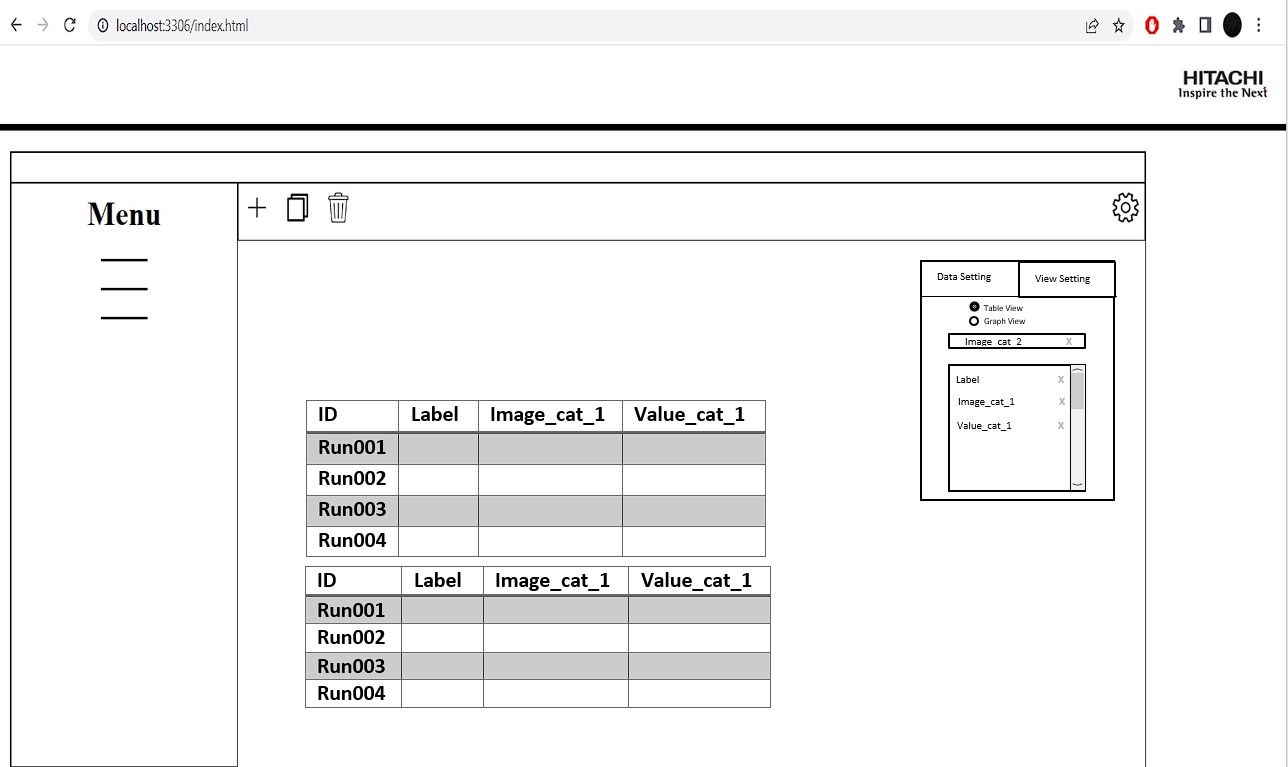 localhost:3306/index.html
HITACHI
Inspire the Next
Menu
Data Setting View Setting
Table View
Graph View
Image_cat_2 X
Label X
Image_cat_1 X
Value_cat_1 X
ID Label Image_cat_1 Value_cat_1
Run001
Run002
Run003
Run004
ID Label Image_cat_1 Value_cat_1
Run001
Run002
Run003
Run004